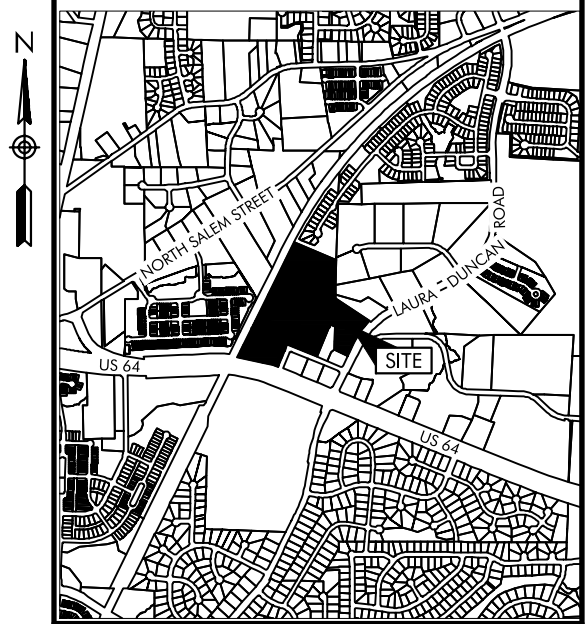 N
NORTH SALEM STREET
LAURA - DUNCAN ROAD
US 64
SITE
US 64